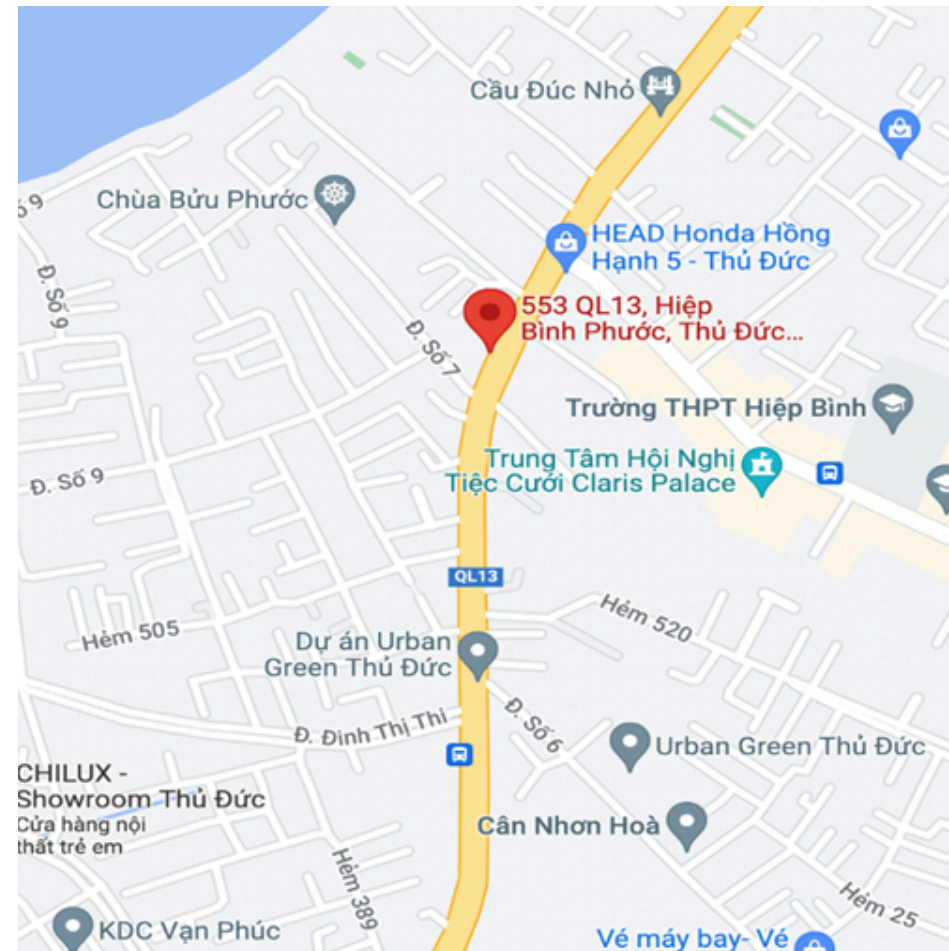 Cầu Đúc Nhỏ
Chùa Bửu Phước
Đ. Số 9
HEAD Honda Hồng
Hạnh 5 - Thủ Đức
553 QL13, Hiệp
Bình Phước, Thủ Đức...
Đ. Số 7
Trường THPT Hiệp Bình
Trung Tâm Hội Nghị
Tiệc Cưới Claris Palace
Đ. Số 9
QL13
Hẻm 505
Hẻm 520
Dự án Urban
Green Thủ Đức
Đ. Đinh Thị Thi
Đ. Số 6
Urban Green Thủ Đức
CHILUX -
Showroom Thủ Đức
Cửa hàng nội
thất trẻ em
Cân Nhơn Hoà
Hẻm 389
Hẻm 25
KDC Vạn Phúc
Vé máy bay- Vé